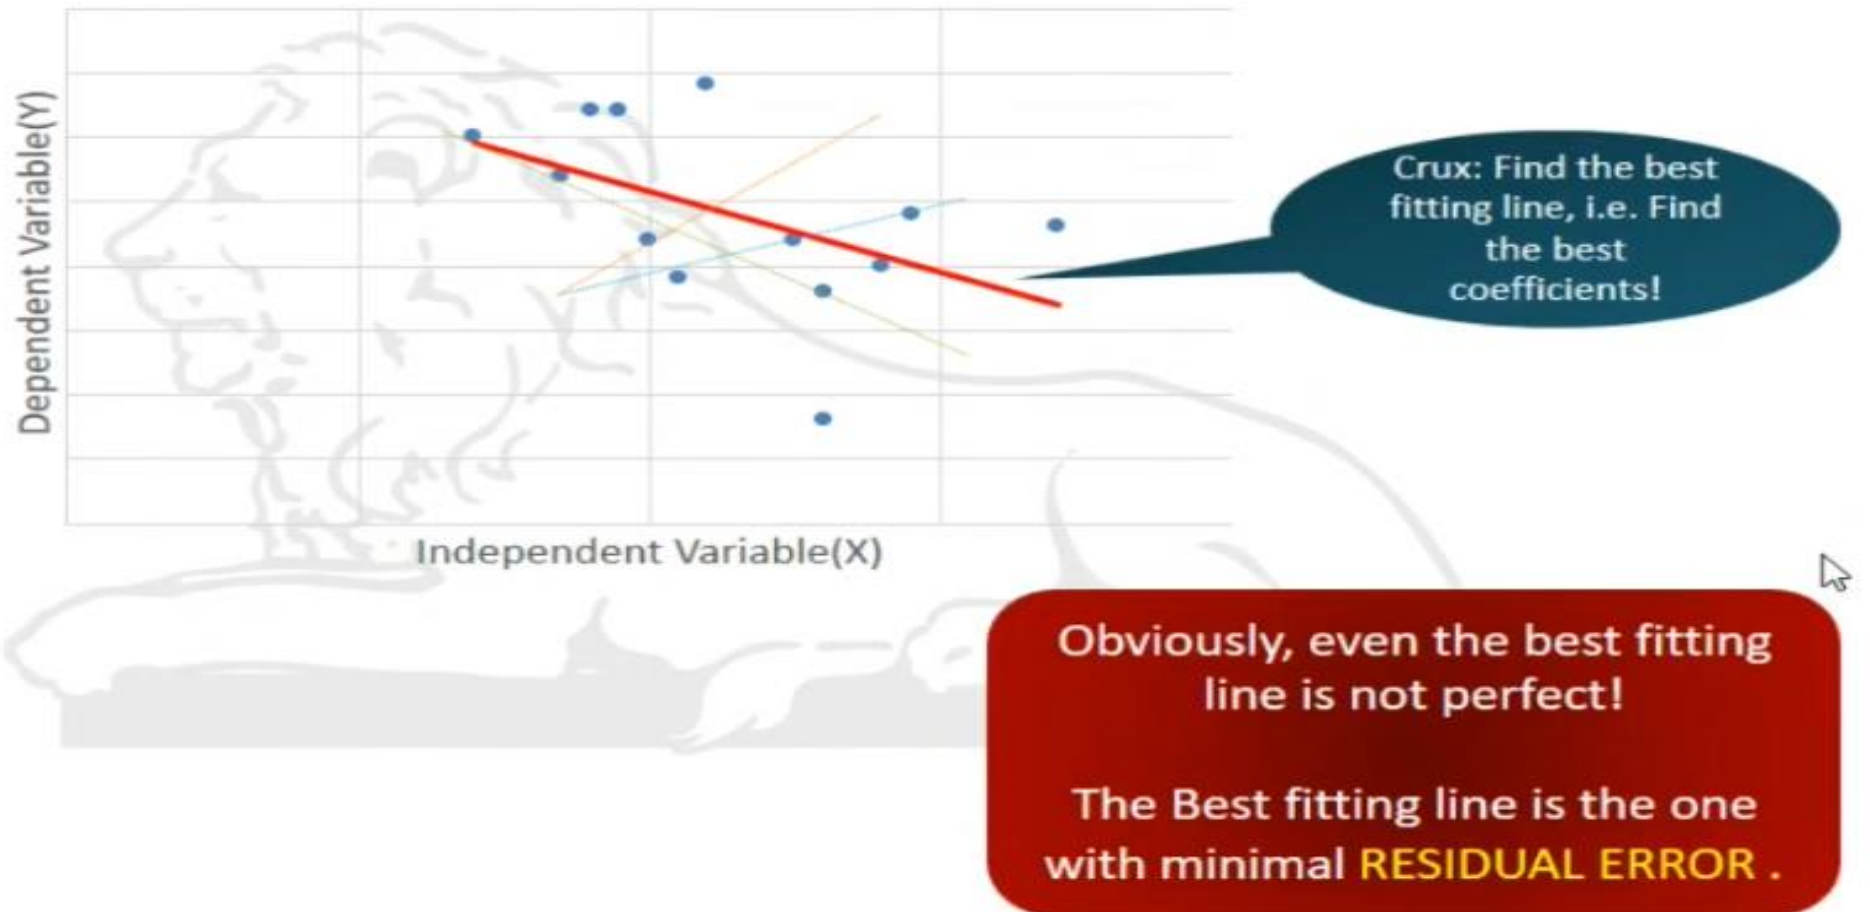 Dependent Variable(Y)
Independent Variable(X)
Crux: Find the best
fitting line, i.e. Find
the best
coefficients!
Obviously, even the best fitting
line is not perfect!
The Best fitting line is the one
with minimal RESIDUAL ERROR .